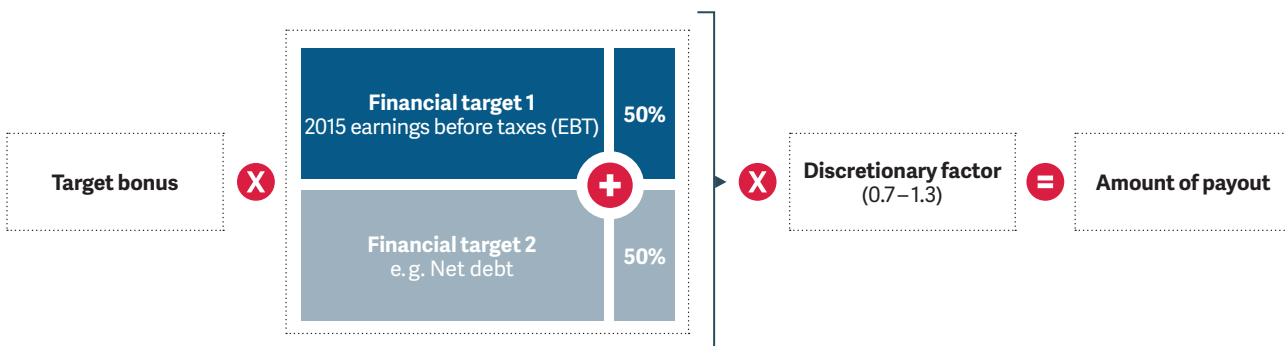 Target bonus
X
Financial target 1
2015 earnings before taxes (EBT)
50%
+
Financial target 2
e. g. Net debt
50%
X
Discretionary factor
(0.7–1.3)
=
Amount of payout